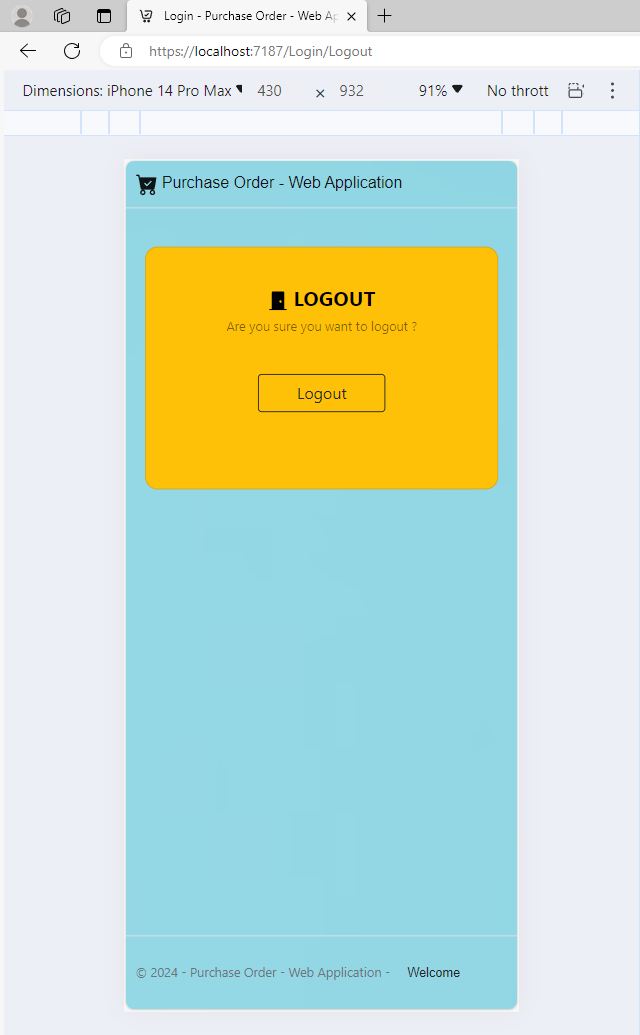 Login - Purchase Order - Web Ap
https://localhost:7187/Login/Logout
Dimensions: iPhone 14 Pro Max 430 × 932 91% No thrott
Purchase Order - Web Application
LOGOUT
Are you sure you want to logout ?
Logout
© 2024 - Purchase Order - Web Application - Welcome